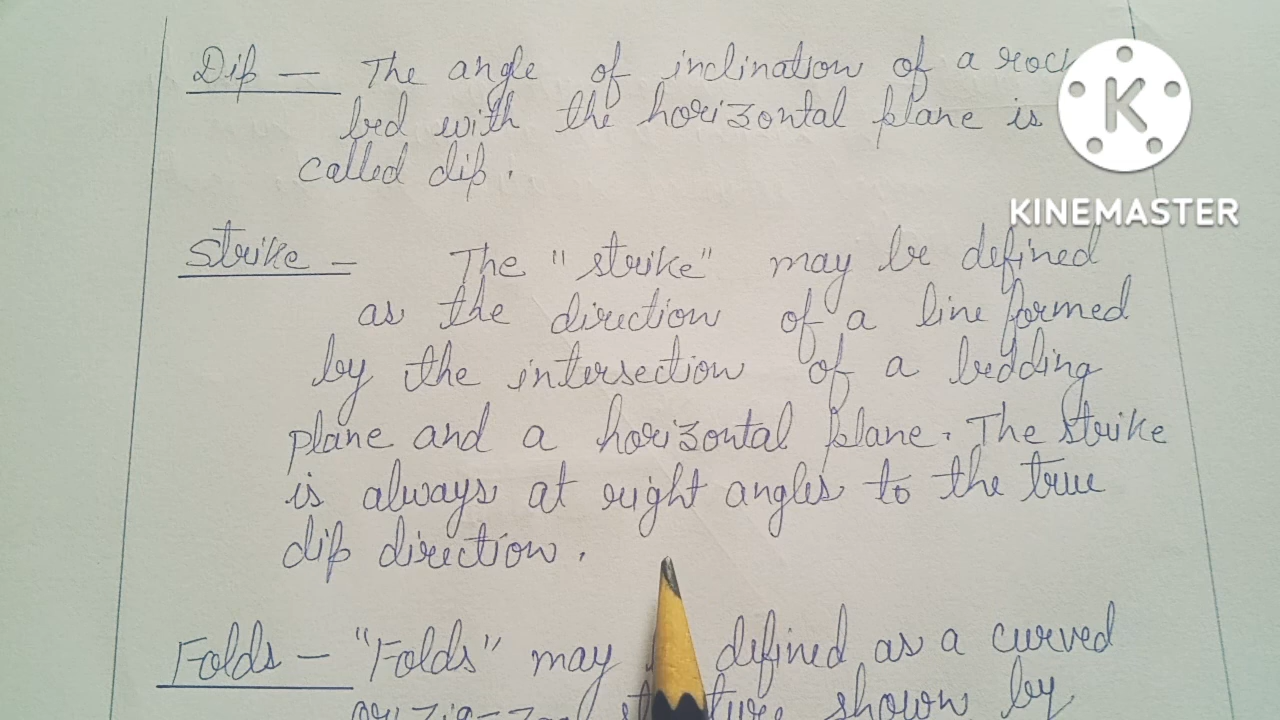 Dip — The angle of inclination of a rock
bed with the horizontal plane is
called dip.
K
KINEMASTER
Strike — The "strike" may be defined
as the direction of a line formed
by the intersection of a bedding
plane and a horizontal plane. The strike
is always at right angles to the true
dip direction.
Folds — "Folds" may defined as a curved
shown by